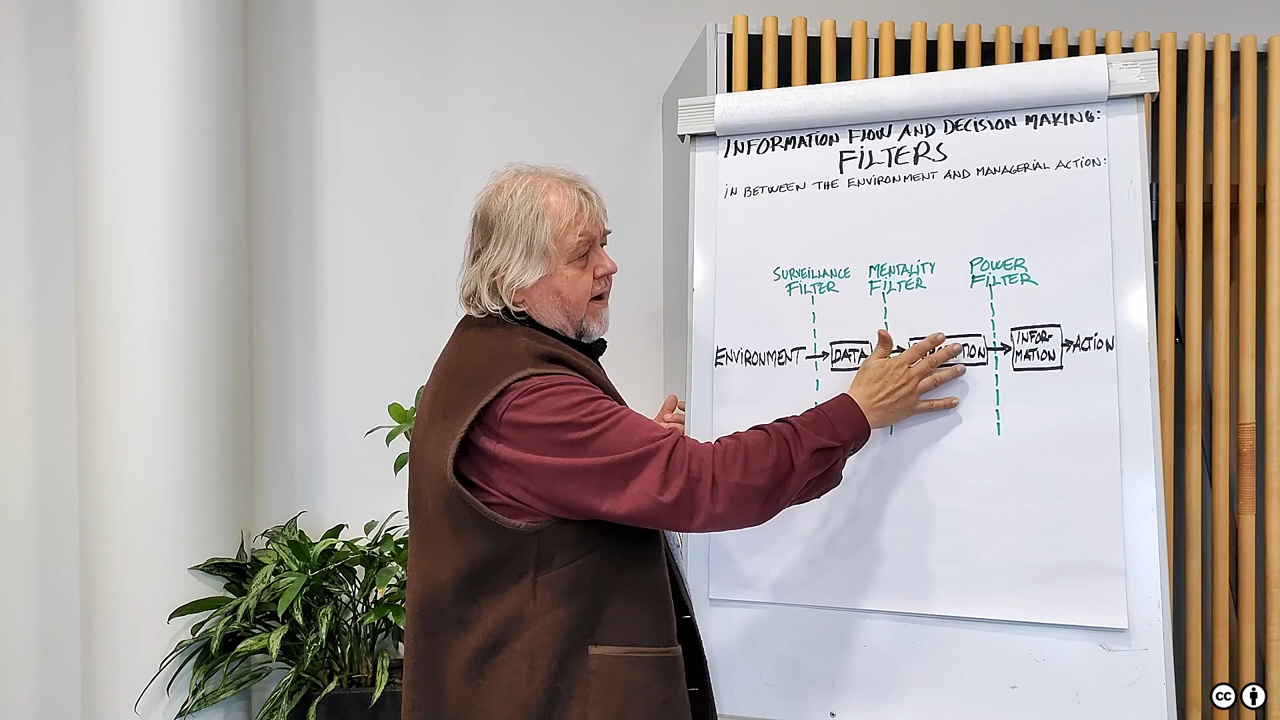 INFORMATION FLOW AND DECISION MAKING:
FILTERS
IN BETWEEN THE ENVIRONMENT AND MANAGERIAL ACTION:
SURVEILLANCE
FILTER
MENTALITY
FILTER
POWER
FILTER
ENVIRONMENT
DATA
INFOR-
MATION
ACTION
cc